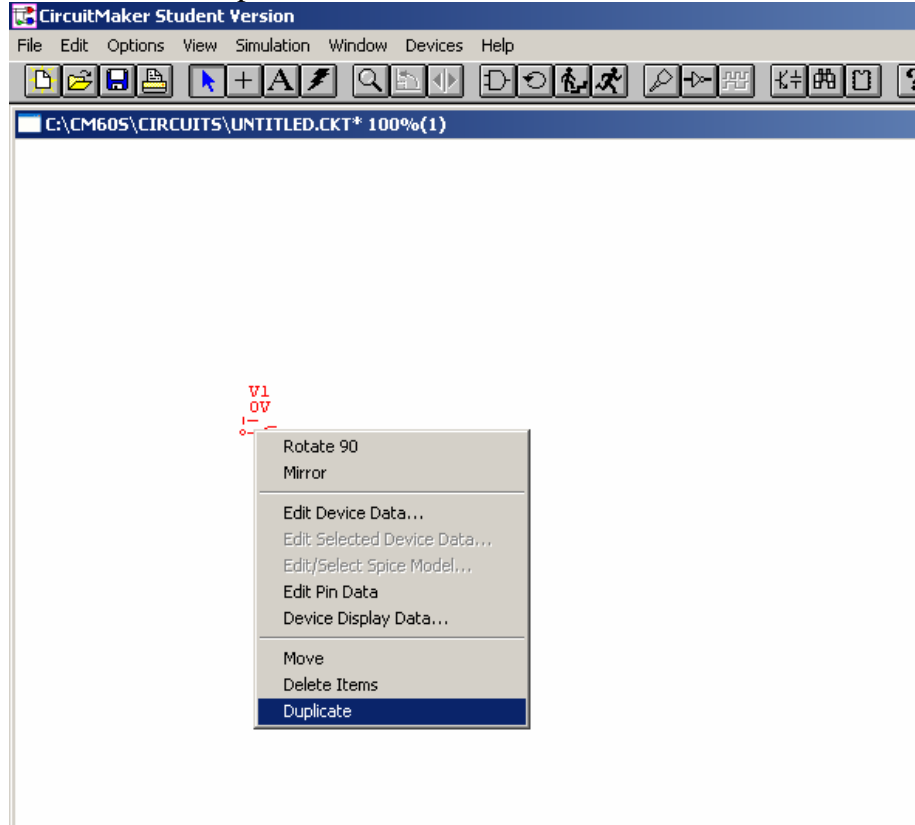 CircuitMaker Student Version
File Edit Options View Simulation Window Devices Help
C:\CM60S\CIRCUITS\UNTITLED.CKT* 100%(1)
V1
0V
Rotate 90
Mirror
Edit Device Data...
Edit Selected Device Data...
Edit/Select Spice Model...
Edit Pin Data
Device Display Data...
Move
Delete Items
Duplicate